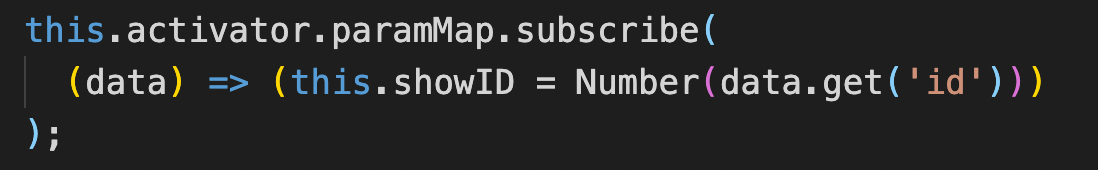 this.activator.paramMap.subscribe(
  (data) => (this.showID = Number(data.get('id')))
);